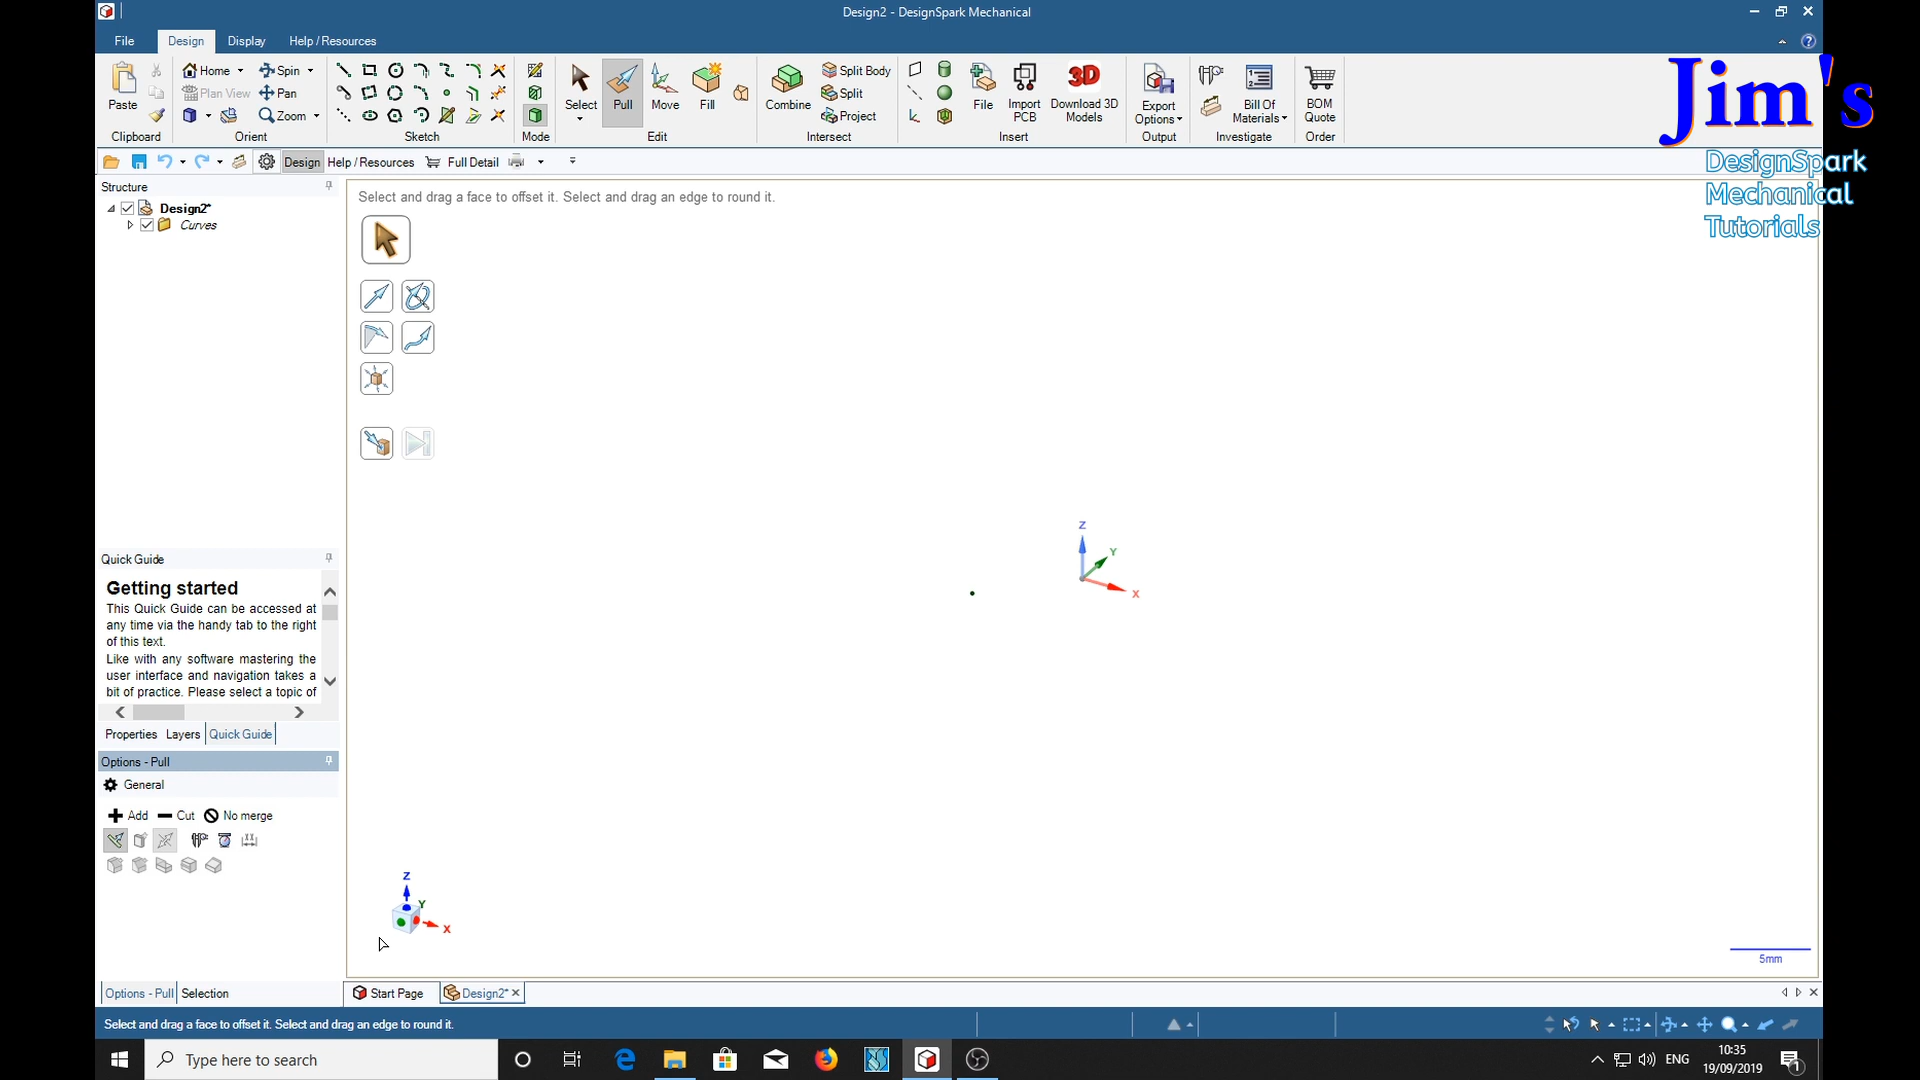 Design2 - DesignSpark Mechanical
File Design Display Help / Resources
Jim's
DesignSpark
Mechanical
Tutorials
Paste
Clipboard
Home Spin
Plan View Pan
Zoom
Orient
Sketch
Mode
Select Pull Move Fill
Edit
Combine Split Body
Split
Project
Intersect
File Import PCB Download 3D Models
3D
Insert
Export Options
Output
Bill Of Materials
Investigate
BOM Quote
Order
Design Help / Resources Full Detail
Structure
Design2*
Curves
Select and drag a face to offset it. Select and drag an edge to round it.
Z
Y
X
Quick Guide
Getting started
This Quick Guide can be accessed at
any time via the handy tab to the right
of this text.
Like with any software mastering the
user interface and navigation takes a
bit of practice. Please select a topic of
Properties Layers Quick Guide
Options - Pull
General
Add Cut No merge
Z
Y
X
5mm
Options - Pull Selection
Start Page Design2*
Select and drag a face to offset it. Select and drag an edge to round it.
Type here to search
ENG
10:35
19/09/2019
1